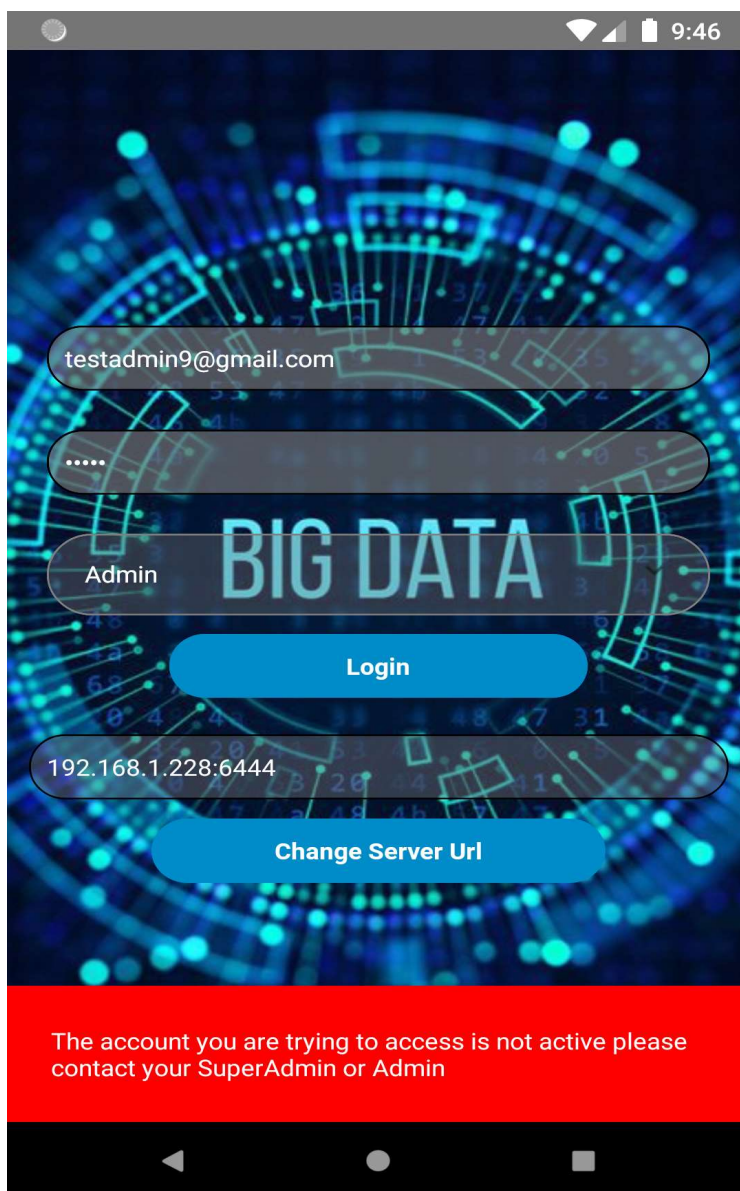 9:46
testadmin9@gmail.com
•••••
Admin
BIG DATA
Login
192.168.1.228:6444
Change Server Url
The account you are trying to access is not active please
contact your SuperAdmin or Admin